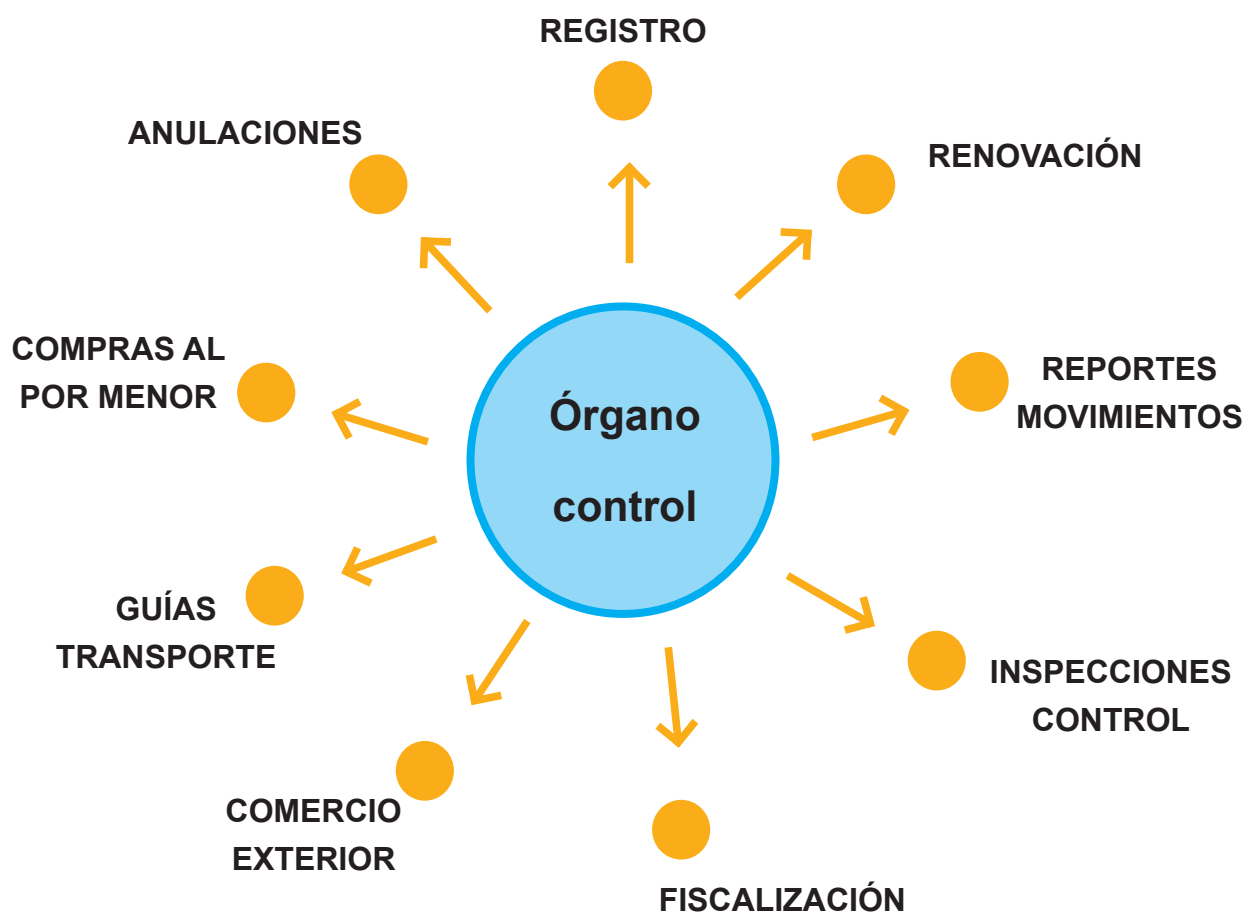 REGISTRO
ANULACIONES
RENOVACIÓN
COMPRAS AL
POR MENOR
Órgano
control
REPORTES
MOVIMIENTOS
GUÍAS
TRANSPORTE
INSPECCIONES
CONTROL
COMERCIO
EXTERIOR
FISCALIZACIÓN